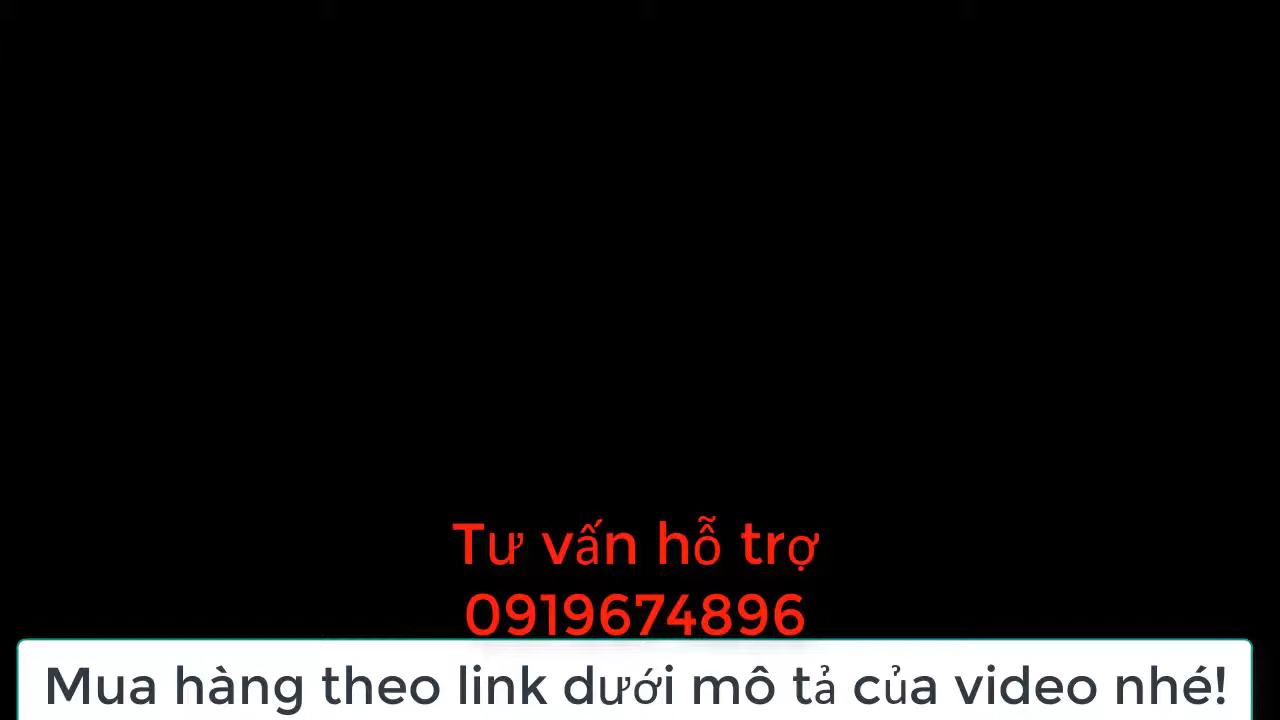 Tư vấn hỗ trợ
0919674896
Mua hàng theo link dưới mô tả của video nhé!